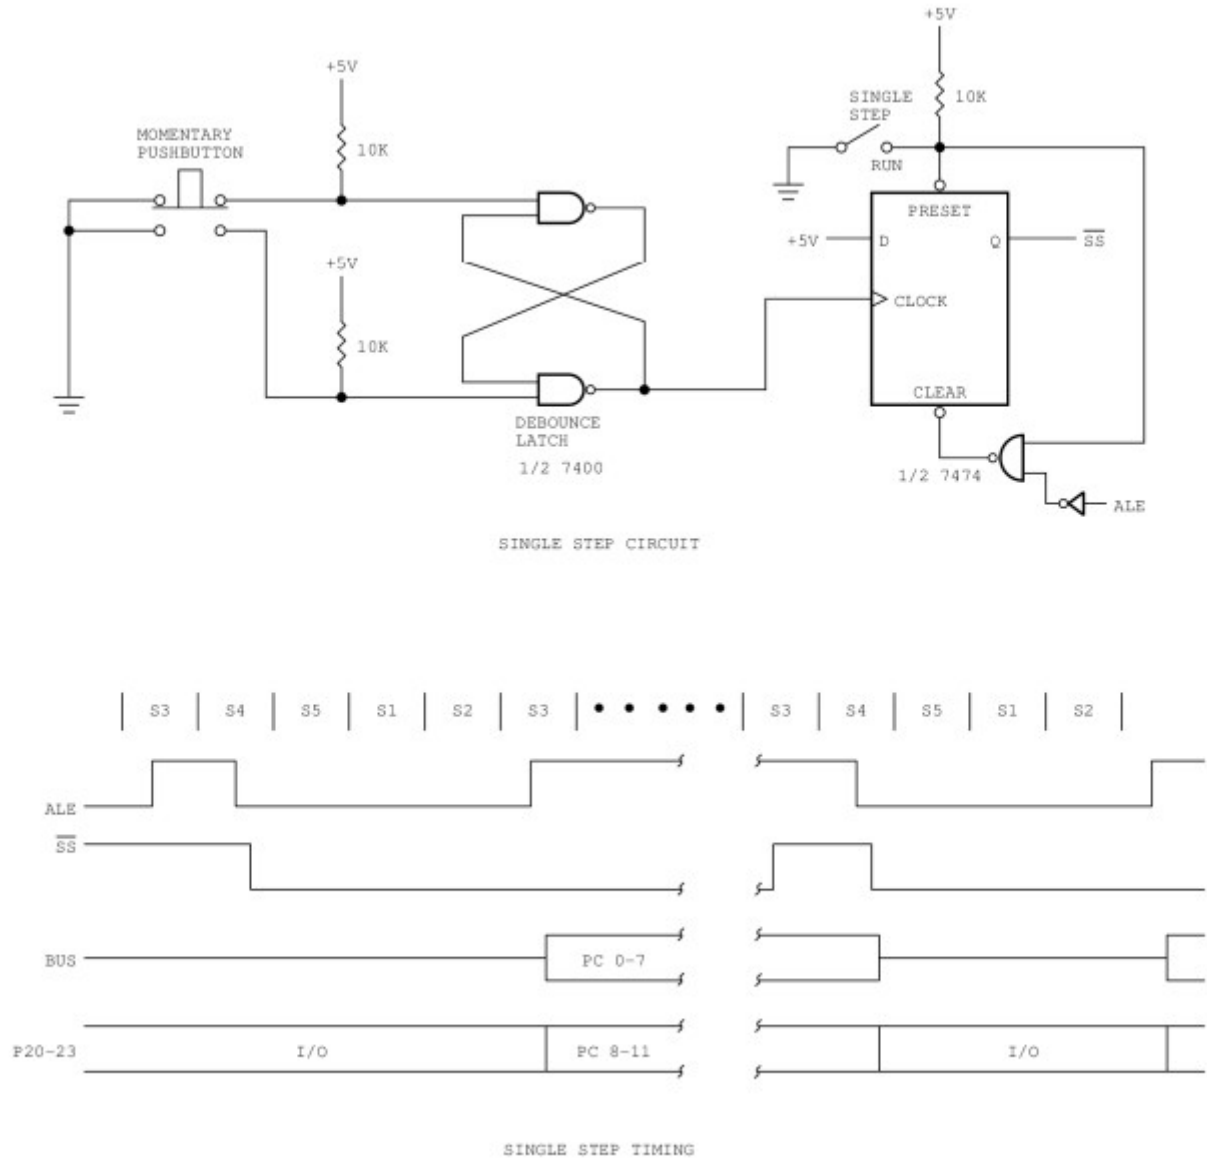 +5V
+5V
SINGLE
STEP
10K
MOMENTARY
PUSHBUTTON
10K
RUN
PRESET
+5V
D
Q
SS
+5V
CLOCK
10K
CLEAR
DEBOUNCE
LATCH
1/2 7400
1/2 7474
ALE
SINGLE STEP CIRCUIT
S3 S4 S5 S1 S2 S3 • • • • • S3 S4 S5 S1 S2
ALE
SS
BUS
PC 0-7
P20-23
I/O
PC 8-11
I/O
SINGLE STEP TIMING